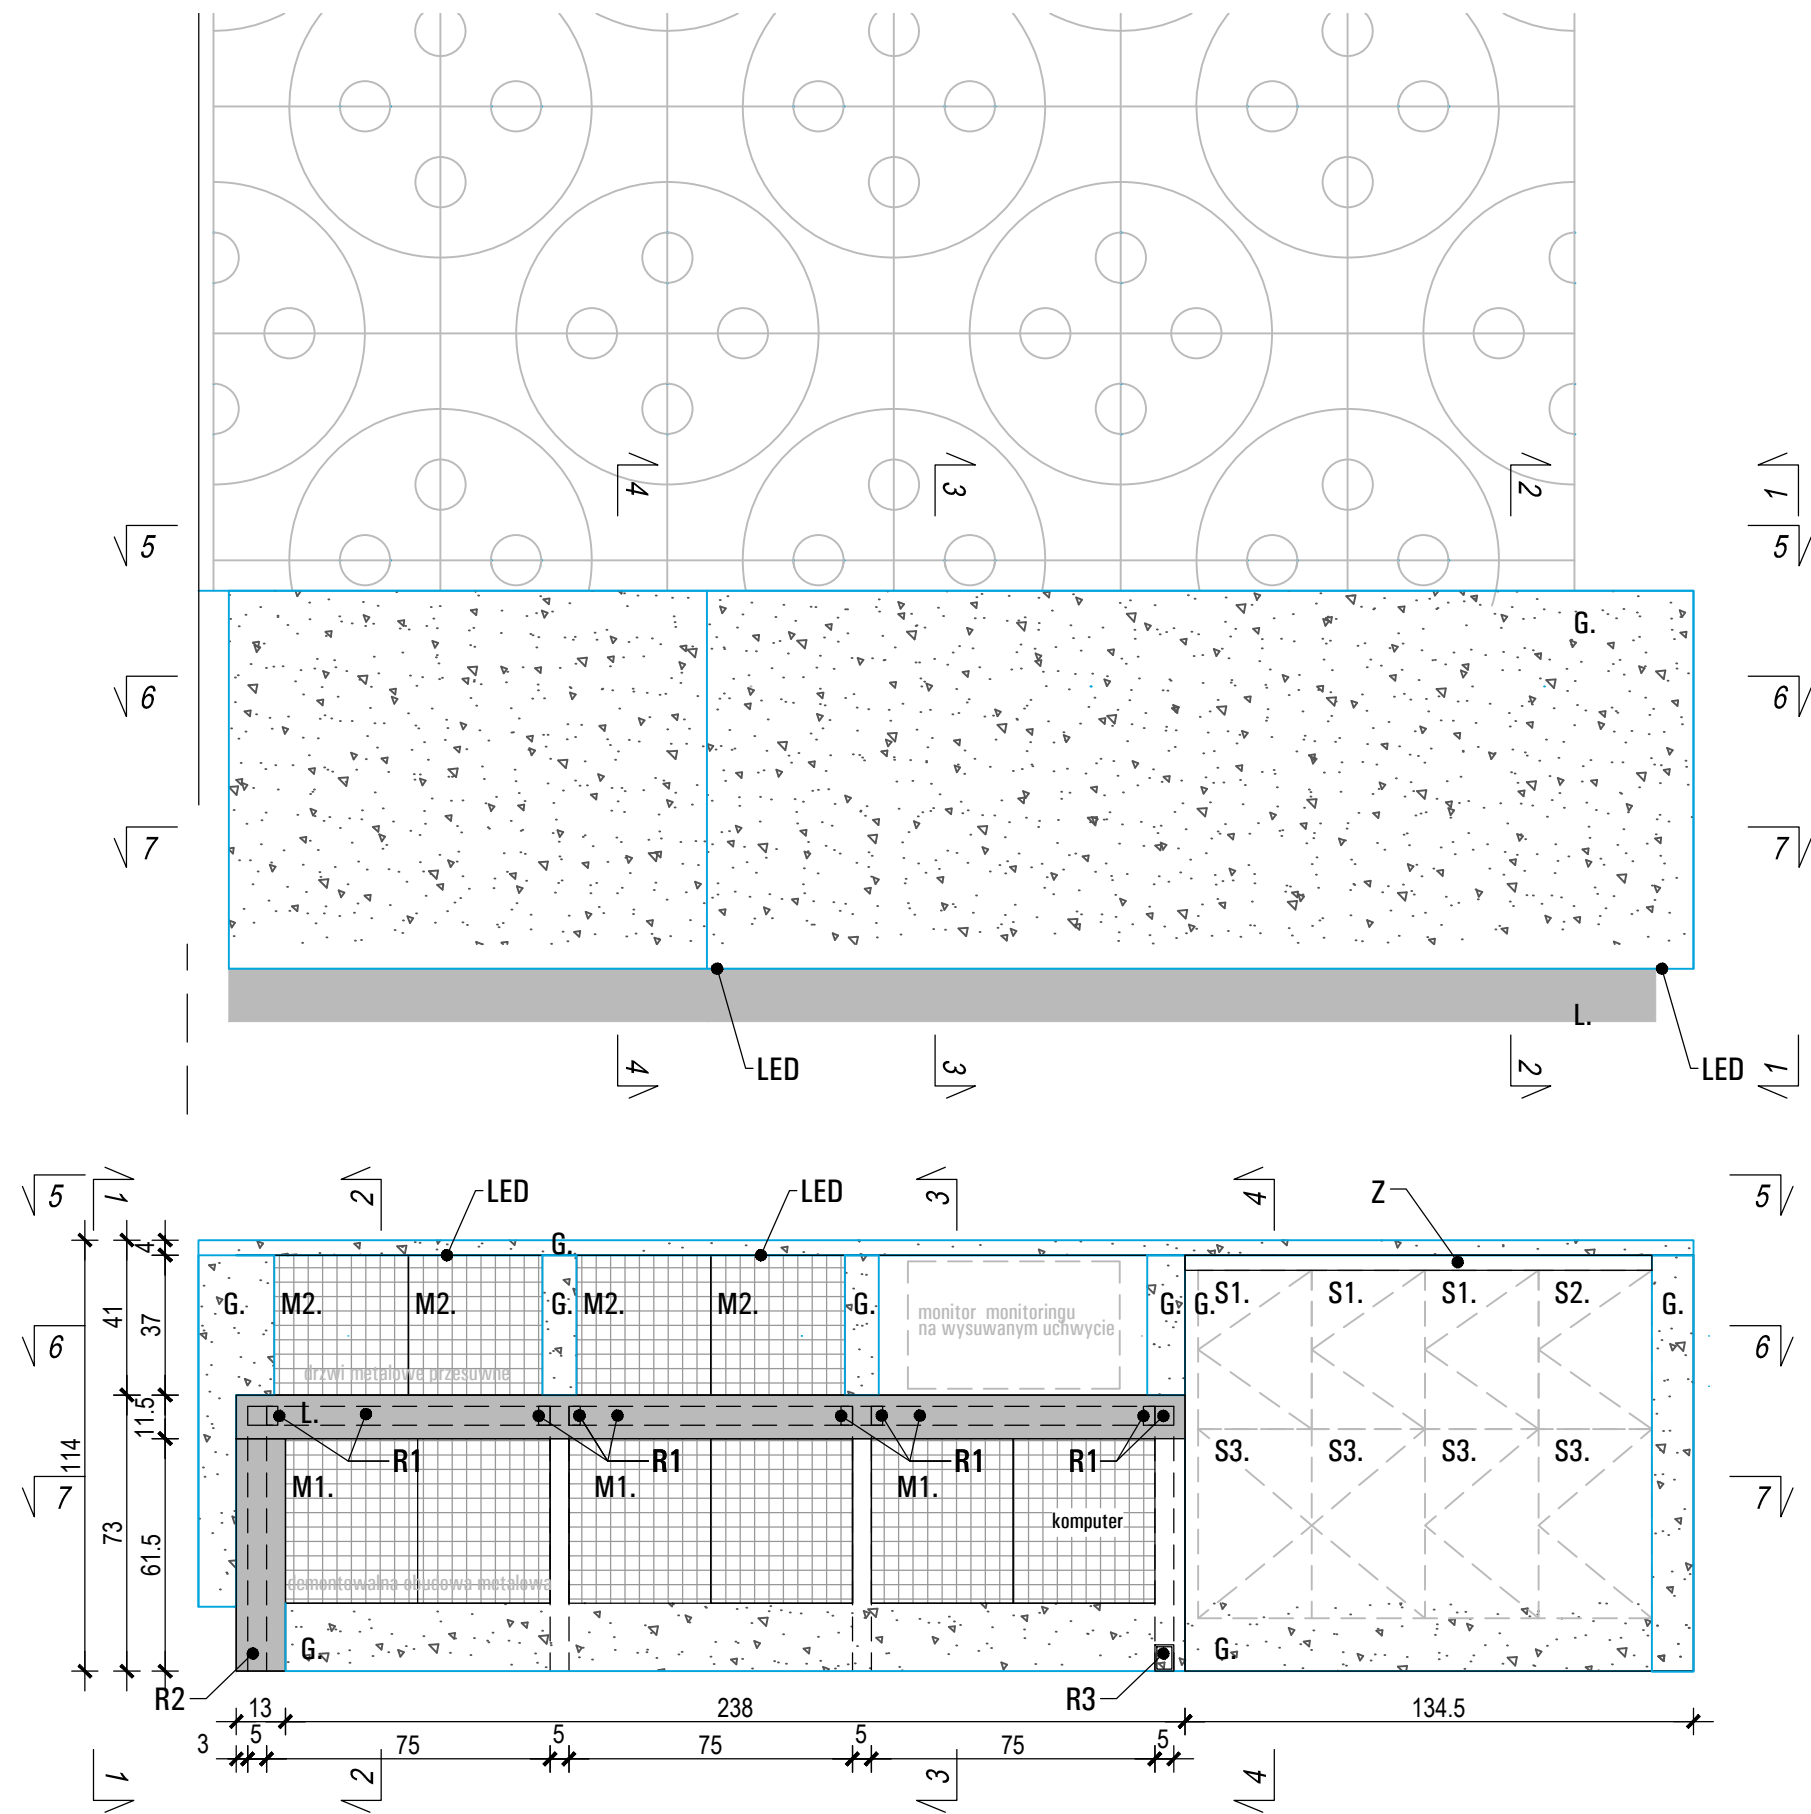 4 3 2 1
5 5
G.
6 6
7 7
L.
4 LED 3 2 LED 1
5 1 2 LED LED 3 4 Z 5
4 G.
41 37 G. M2. M2. G. M2. M2. G. monitor monitoringu G. G. S1. S1. S1. S2. G.
6 na wysuwanym uchwycie 6
drzwi metalowe przesuwne
11.5 L.
114 R1 R1 R1 R1 S3. S3. S3. S3.
7 M1. M1. M1. 7
73 61.5 komputer
demontowalna obudowa metalowa
G. G.
R2 R3
13 238 134.5
3 5 75 5 75 5 75 5
1 2 3 4